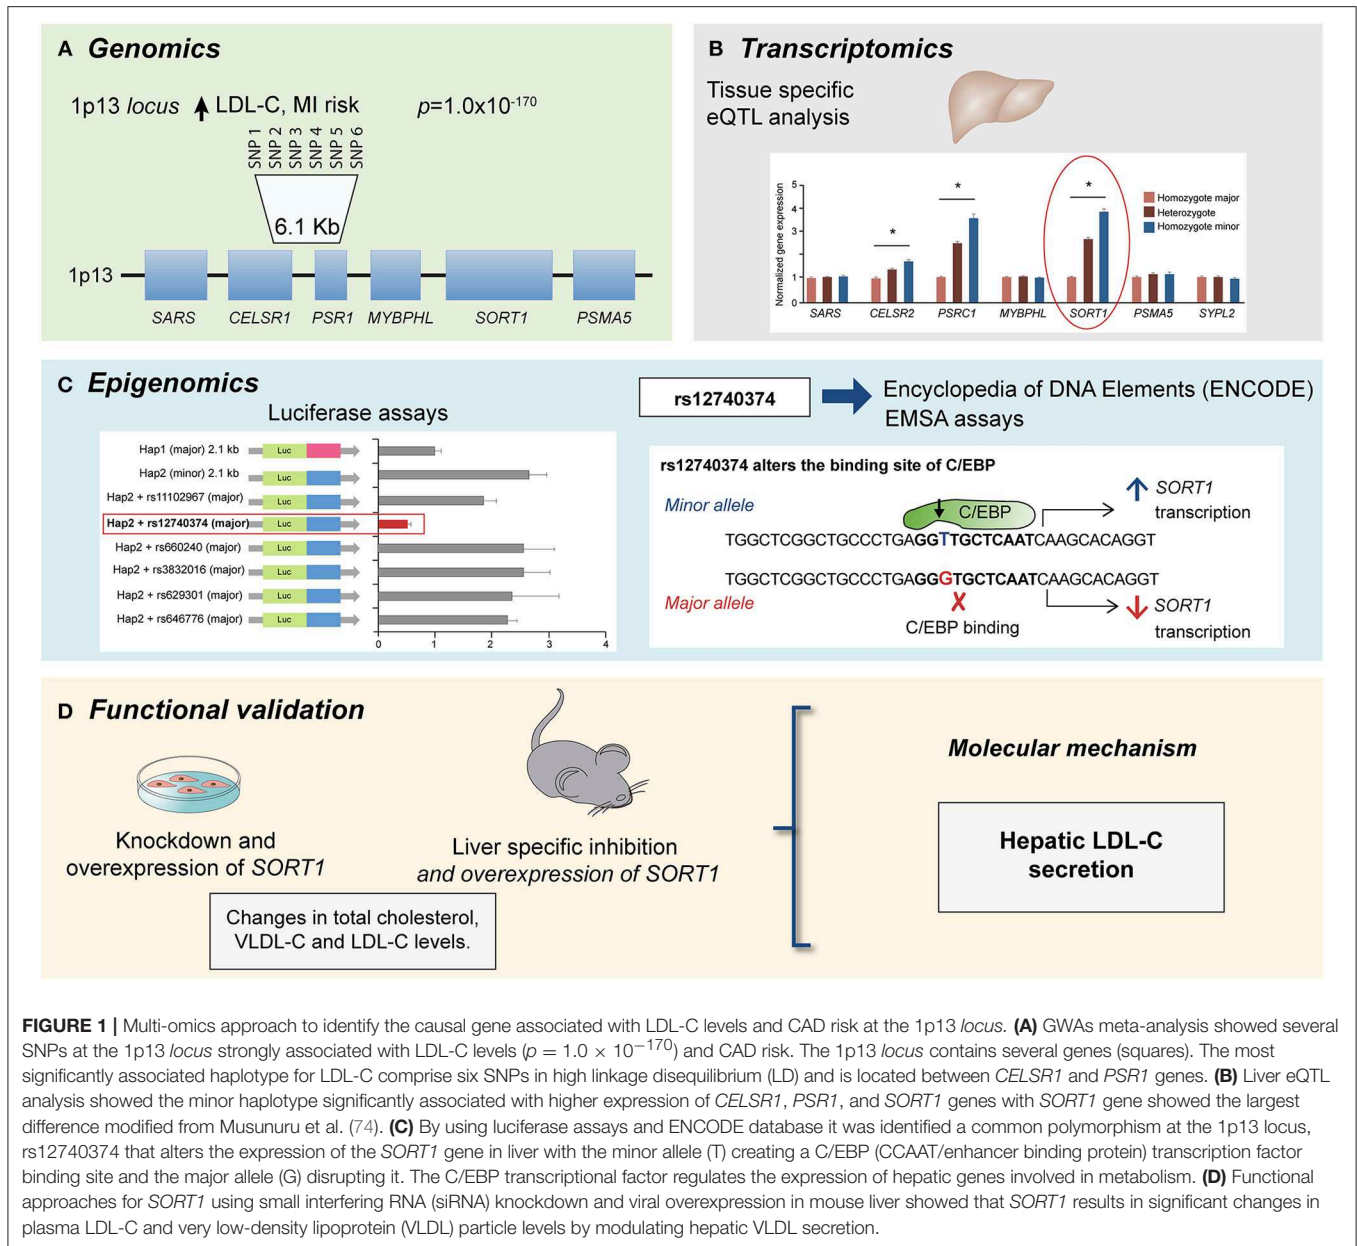 A Genomics
1p13 locus ↑ LDL-C, MI risk p=1.0x10⁻¹⁷⁰
SNP 1
SNP 2
SNP 3
SNP 4
SNP 5
SNP 6
6.1 Kb
1p13
SARS CELSR1 PSR1 MYBPHL SORT1 PSMA5
B Transcriptomics
Tissue specific
eQTL analysis
Normalized gene expression
5
4
3
1
0
* * *
Homozygote major
Heterozygote
Homozygote minor
SARS CELSR2 PSRC1 MYBPHL SORT1 PSMA5 SYPL2
C Epigenomics
Luciferase assays
Hap1 (major) 2.1 kb Luc
Hap2 (minor) 2.1 kb Luc
Hap2 + rs11102967 (major) Luc
Hap2 + rs12740374 (major) Luc
Hap2 + rs660240 (major) Luc
Hap2 + rs3832016 (major) Luc
Hap2 + rs629301 (major) Luc
Hap2 + rs646776 (major) Luc
0 1 2 3 4
rs12740374
Encyclopedia of DNA Elements (ENCODE)
EMSA assays
rs12740374 alters the binding site of C/EBP
Minor allele
C/EBP
↑ SORT1
transcription
TGGCTCGGCTGCCCTGAGGTTGCTCAATCAAGCACAGGT
TGGCTCGGCTGCCCTGAGGGTGCTCAATCAAGCACAGGT
Major allele
X
C/EBP binding
↓ SORT1
transcription
D Functional validation
Knockdown and
overexpression of SORT1
Liver specific inhibition
and overexpression of SORT1
Changes in total cholesterol,
VLDL-C and LDL-C levels.
Molecular mechanism
Hepatic LDL-C
secretion
FIGURE 1 | Multi-omics approach to identify the causal gene associated with LDL-C levels and CAD risk at the 1p13 locus. (A) GWAs meta-analysis showed several
SNPs at the 1p13 locus strongly associated with LDL-C levels (p = 1.0 × 10⁻¹⁷⁰) and CAD risk. The 1p13 locus contains several genes (squares). The most
significantly associated haplotype for LDL-C comprise six SNPs in high linkage disequilibrium (LD) and is located between CELSR1 and PSR1 genes. (B) Liver eQTL
analysis showed the minor haplotype significantly associated with higher expression of CELSR1, PSR1, and SORT1 genes with SORT1 gene showed the largest
difference modified from Musunuru et al. (74). (C) By using luciferase assays and ENCODE database it was identified a common polymorphism at the 1p13 locus,
rs12740374 that alters the expression of the SORT1 gene in liver with the minor allele (T) creating a C/EBP (CCAAT/enhancer binding protein) transcription factor
binding site and the major allele (G) disrupting it. The C/EBP transcriptional factor regulates the expression of hepatic genes involved in metabolism. (D) Functional
approaches for SORT1 using small interfering RNA (siRNA) knockdown and viral overexpression in mouse liver showed that SORT1 results in significant changes in
plasma LDL-C and very low-density lipoprotein (VLDL) particle levels by modulating hepatic VLDL secretion.